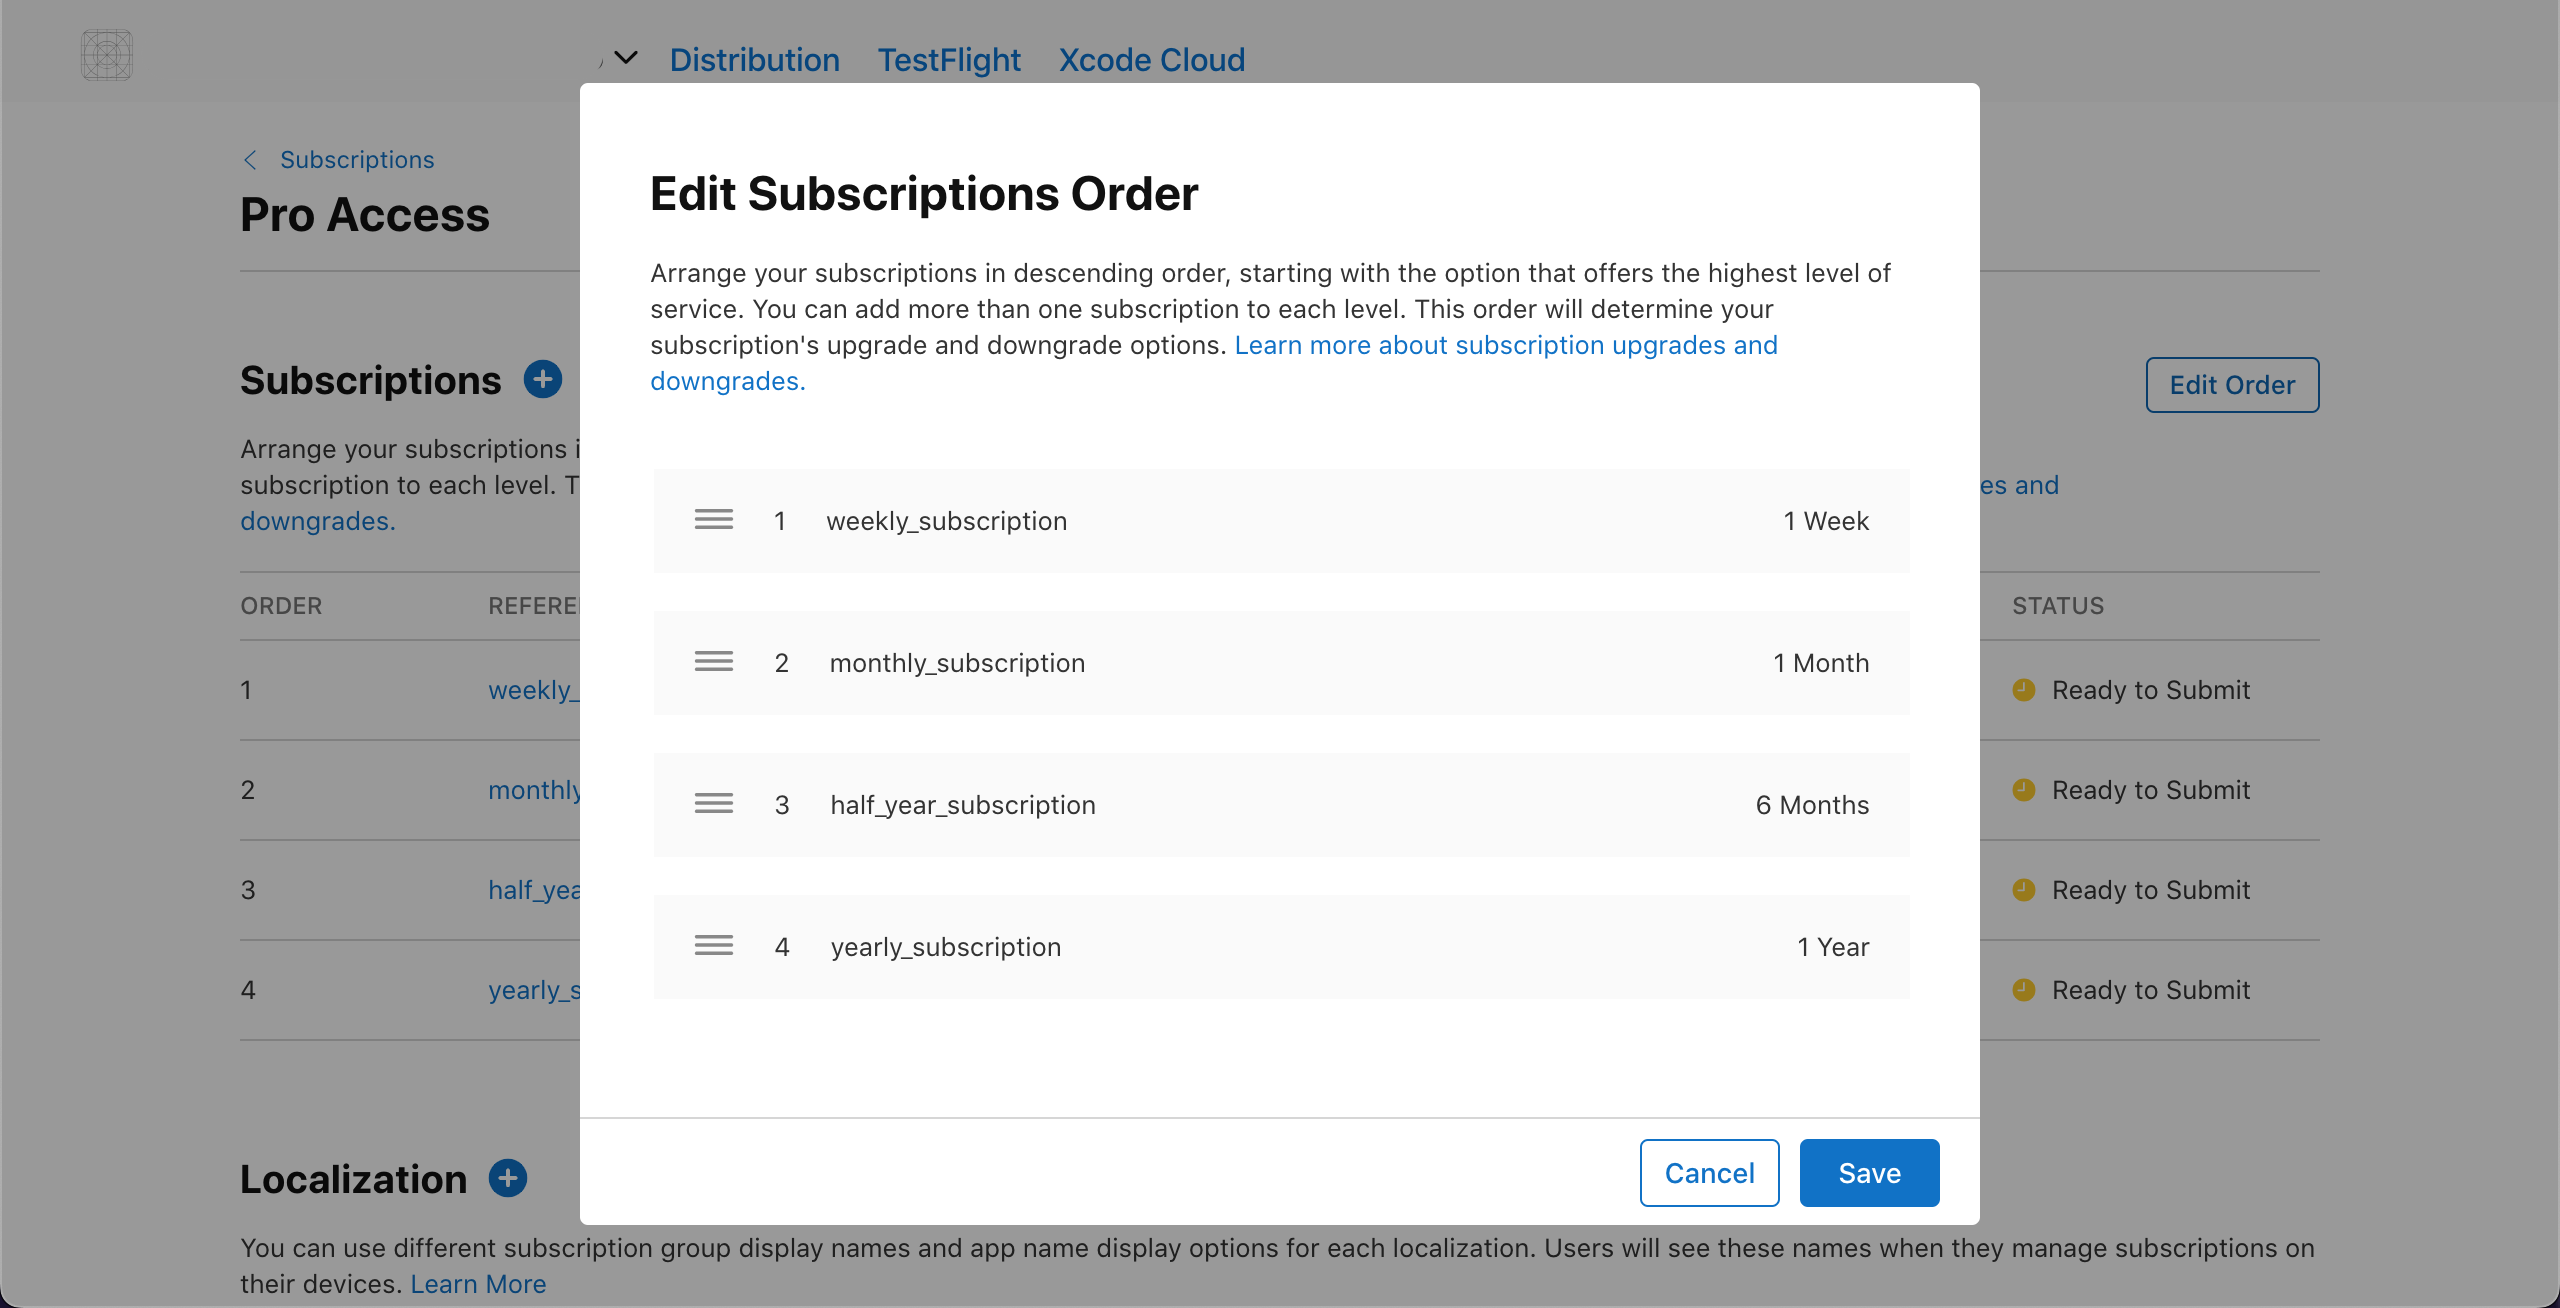 Distribution TestFlight Xcode Cloud
Subscriptions
Pro Access
Edit Subscriptions Order
Arrange your subscriptions in descending order, starting with the option that offers the highest level of
service. You can add more than one subscription to each level. This order will determine your
subscription's upgrade and downgrade options. Learn more about subscription upgrades and
downgrades.
1 weekly_subscription 1 Week
2 monthly_subscription 1 Month
3 half_year_subscription 6 Months
4 yearly_subscription 1 Year
Cancel Save
Subscriptions
Edit Order
Arrange your subscriptions
subscription to each level.
and
downgrades.
ORDER STATUS
1 weekly_ Ready to Submit
2 monthly Ready to Submit
3 half_yea Ready to Submit
4 yearly_s Ready to Submit
Localization
You can use different subscription group display names and app name display options for each localization. Users will see these names when they manage subscriptions on
their devices. Learn More